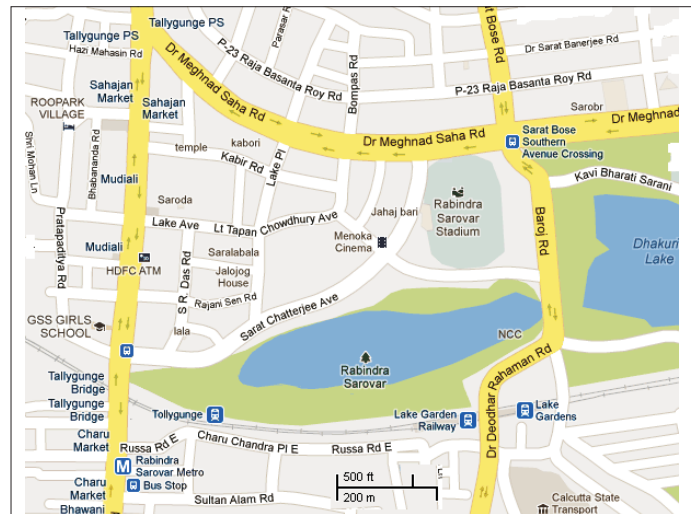 Tallygunge PS
Sarat Bose Rd
Tallygunge PS
Hazi Mahasin Rd
Parasar Rd
Dr Sarat Banerjee Rd
P-23 Raja Basanta Roy Rd
Bompas Rd
Dr Meghnad Saha Rd
P-23 Raja Basanta Roy Rd
Sahajan
Market
Sahajan
Market
ROOPARK
VILLAGE
Sarobr
Dr Meghnad
Dr Meghnad Saha Rd
Sarat Bose
Southern
Avenue Crossing
Shri Mohan Ln
Bhabananda Rd
temple
kabori
Kabir Rd
Lake Pl
Mudiali
Kavi Bharati Sarani
Saroda
Rabindra
Sarovar
Stadium
Pratapaditya Rd
Lake Ave
Lt Tapan Chowdhury Ave
Jahaj bari
Baroj Rd
Mudiali
Menoka
Cinema
Dhakuri
Lake
Saralabala
HDFC ATM
Jalojog
House
S R Das Rd
Rajani Sen Rd
Sarat Chatterjee Ave
GSS GIRLS
SCHOOL
lala
NCC
Rabindra
Sarovar
Dr Deodhar Rahaman Rd
Tallygunge
Bridge
Tallygunge
Bridge
Tollygunge
Lake Garden
Railway
Lake
Gardens
Charu
Market
Russa Rd E
Charu Chandra Pl E
Russa Rd E
M
Rabindra
Sarovar Metro
Bus Stop
500 ft
200 m
Charu
Market
Sultan Alam Rd
Calcutta State
Transport
Bhawani